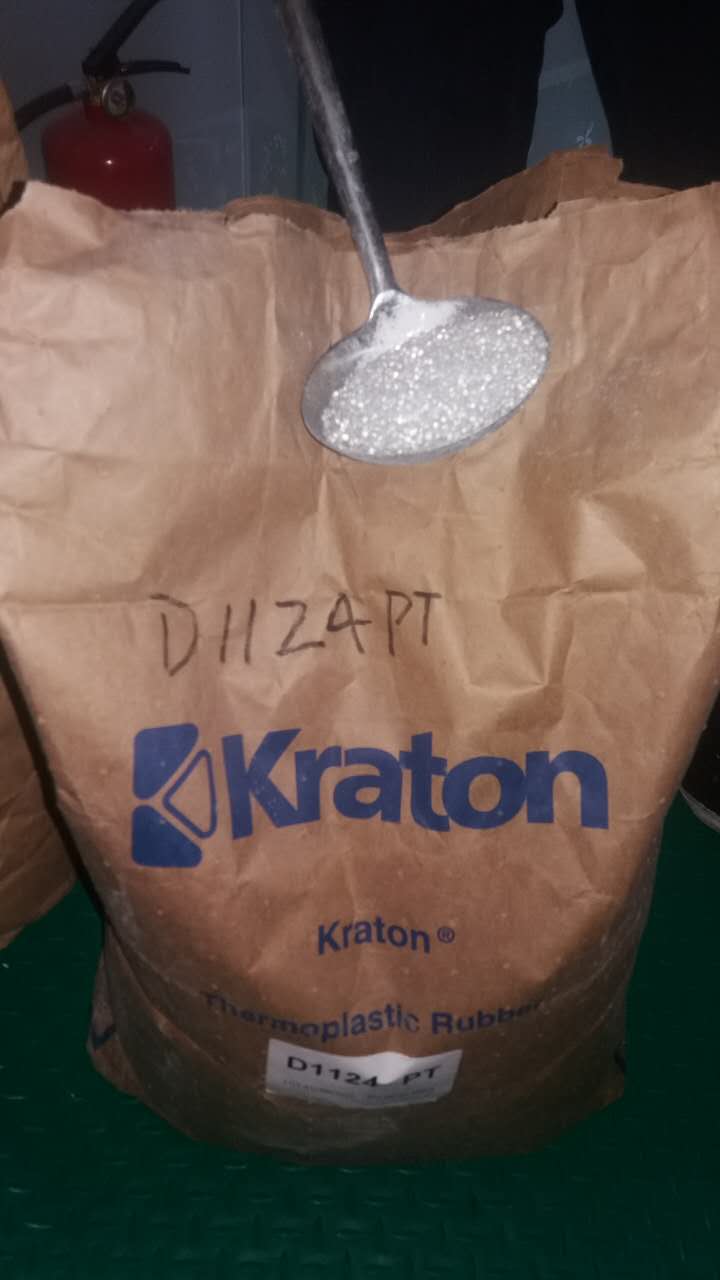 D1124PT
Kraton
Kraton®
Thermoplastic Rubber
D1124 PT